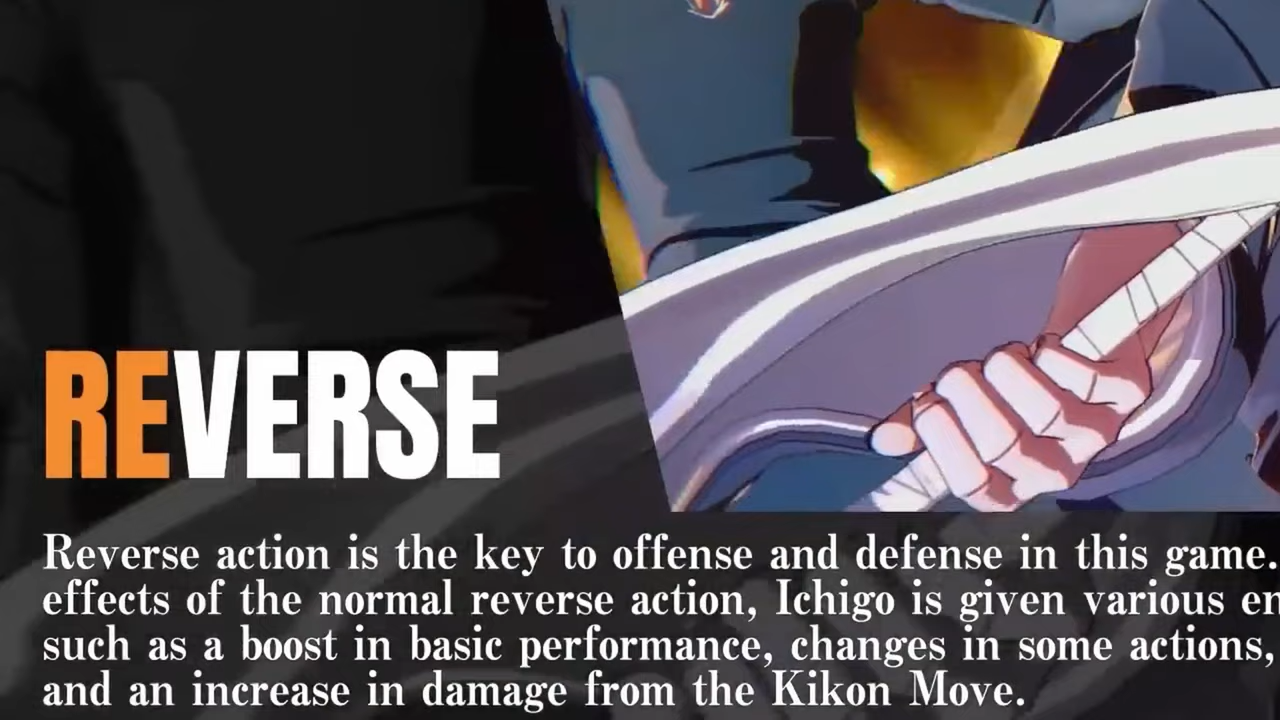 REVERSE
Reverse action is the key to offense and defense in this game.
effects of the normal reverse action, Ichigo is given various
such as a boost in basic performance, changes in some actions,
and an increase in damage from the Kikon Move.